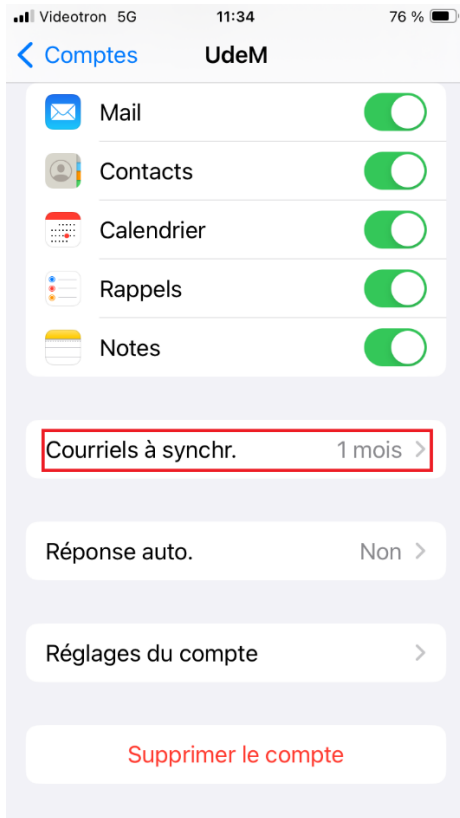 Videotron 5G 11:34 76 %
Comptes UdeM
Mail
Contacts
Calendrier
Rappels
Notes
Courriels à synchr. 1 mois
Réponse auto. Non
Réglages du compte
Supprimer le compte